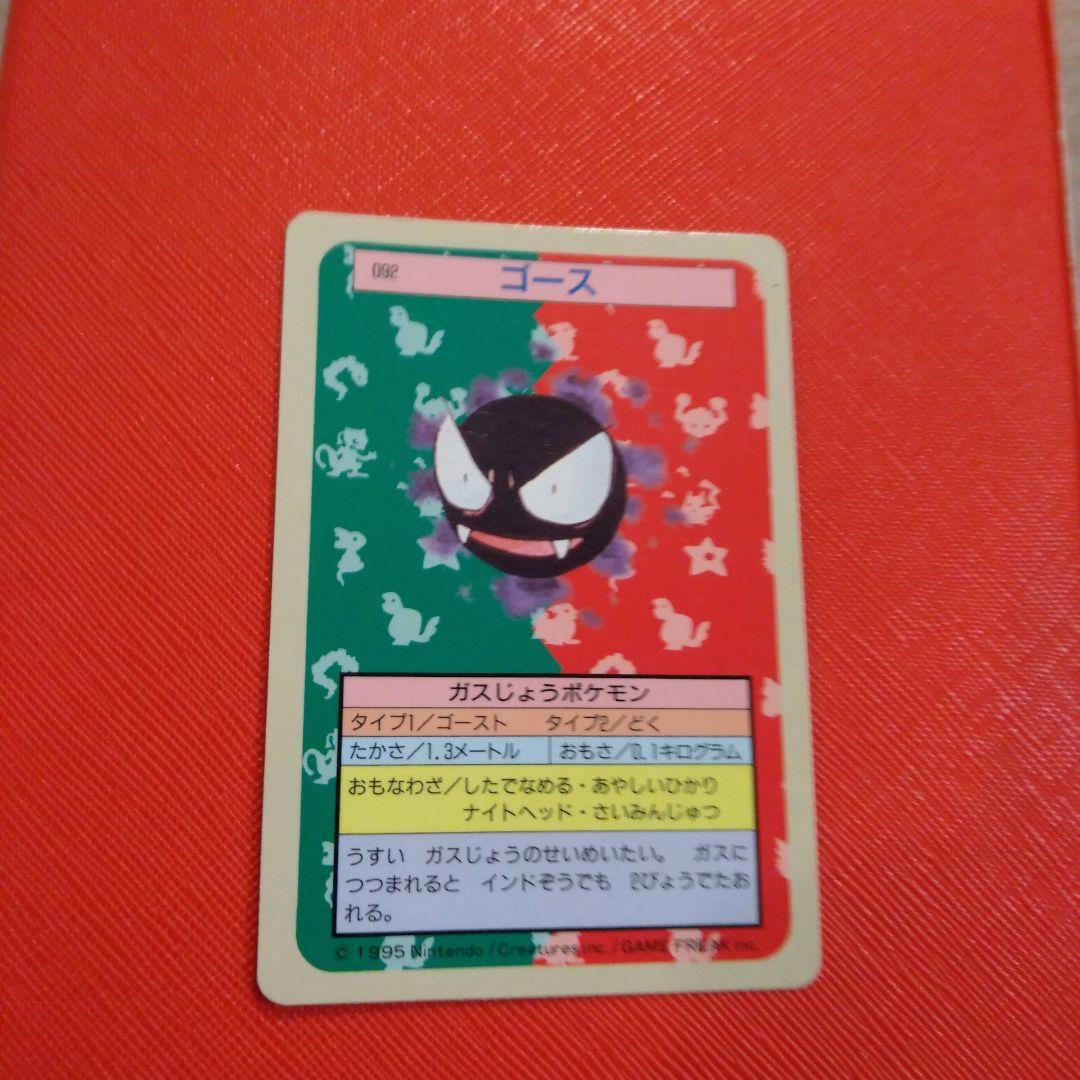 092 ゴース
ガスじょうポケモン
タイプ1/ゴースト タイプ2/どく
たかさ/1.3メートル おもさ/0.1キログラム
おもなわざ/したでなめる・あやしいひかり
ナイトヘッド・さいみんじゅつ
うすい ガスじょうのせいめいたい。 ガスに
つつまれると インドぞうでも 2びょうでたお
れる。
© 1995 Nintendo/Creatures inc./GAME FREAK inc.